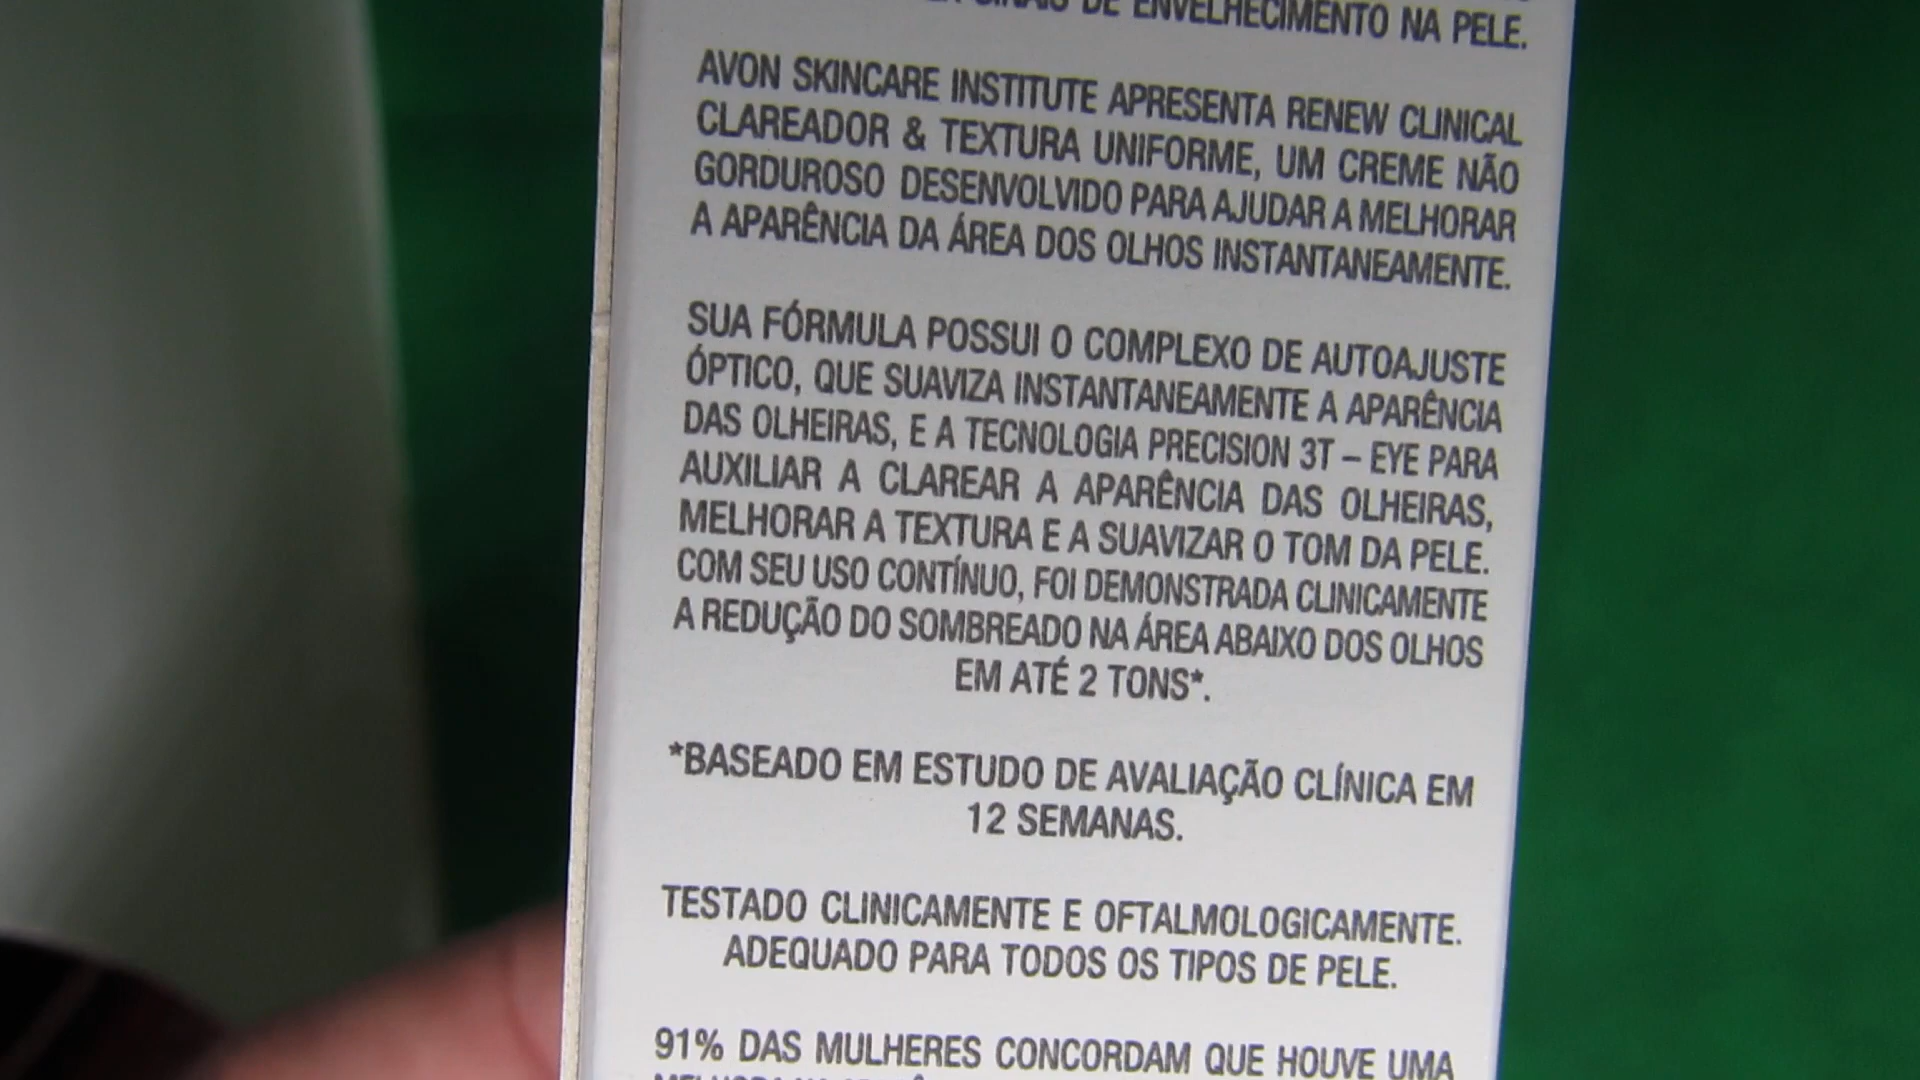 DE ENVELHECIMENTO NA PELE.
AVON SKINCARE INSTITUTE APRESENTA RENEW CLINICAL
CLAREADOR & TEXTURA UNIFORME, UM CREME NÃO
GORDUROSO DESENVOLVIDO PARA AJUDAR A MELHORAR
A APARÊNCIA DA ÁREA DOS OLHOS INSTANTANEAMENTE.
SUA FÓRMULA POSSUI O COMPLEXO DE AUTOAJUSTE
ÓPTICO, QUE SUAVIZA INSTANTANEAMENTE A APARÊNCIA
DAS OLHEIRAS, E A TECNOLOGIA PRECISION 3T – EYE PARA
AUXILIAR A CLAREAR A APARÊNCIA DAS OLHEIRAS,
MELHORAR A TEXTURA E A SUAVIZAR O TOM DA PELE.
COM SEU USO CONTÍNUO, FOI DEMONSTRADA CLINICAMENTE
A REDUÇÃO DO SOMBREADO NA ÁREA ABAIXO DOS OLHOS
EM ATÉ 2 TONS*.
*BASEADO EM ESTUDO DE AVALIAÇÃO CLÍNICA EM
12 SEMANAS.
TESTADO CLINICAMENTE E OFTALMOLOGICAMENTE.
ADEQUADO PARA TODOS OS TIPOS DE PELE.
91% DAS MULHERES CONCORDAM QUE HOUVE UMA